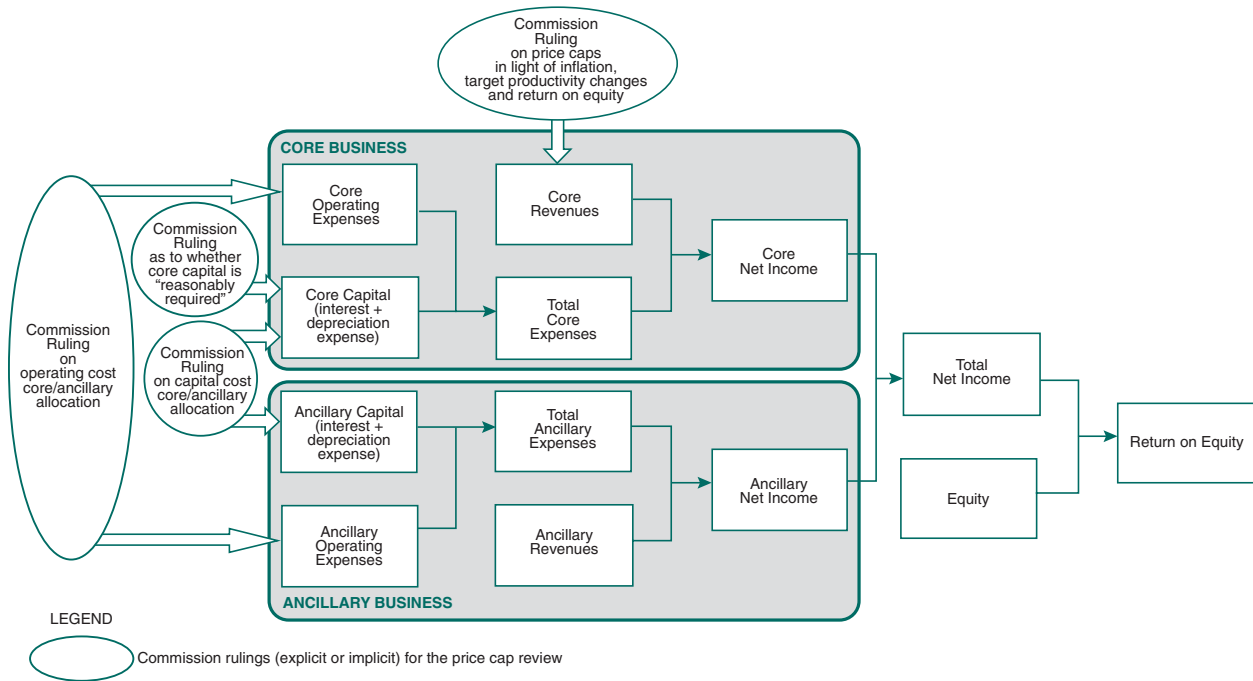 Commission
Ruling
on price caps
in light of inflation,
target productivity changes
and return on equity
CORE BUSINESS
Core
Operating
Expenses
Core
Revenues
Commission
Ruling
as to whether
core capital is
“reasonably
required”
Core
Net Income
Core Capital
(interest +
depreciation
expense)
Total
Core
Expenses
Commission
Ruling
on
operating cost
core/ancillary
allocation
Commission
Ruling
on capital cost
core/ancillary
allocation
Total
Net Income
Ancillary Capital
(interest +
depreciation
expense)
Total
Ancillary
Expenses
Return on Equity
Ancillary
Net Income
Equity
Ancillary
Operating
Expenses
Ancillary
Revenues
ANCILLARY BUSINESS
LEGEND
Commission rulings (explicit or implicit) for the price cap review